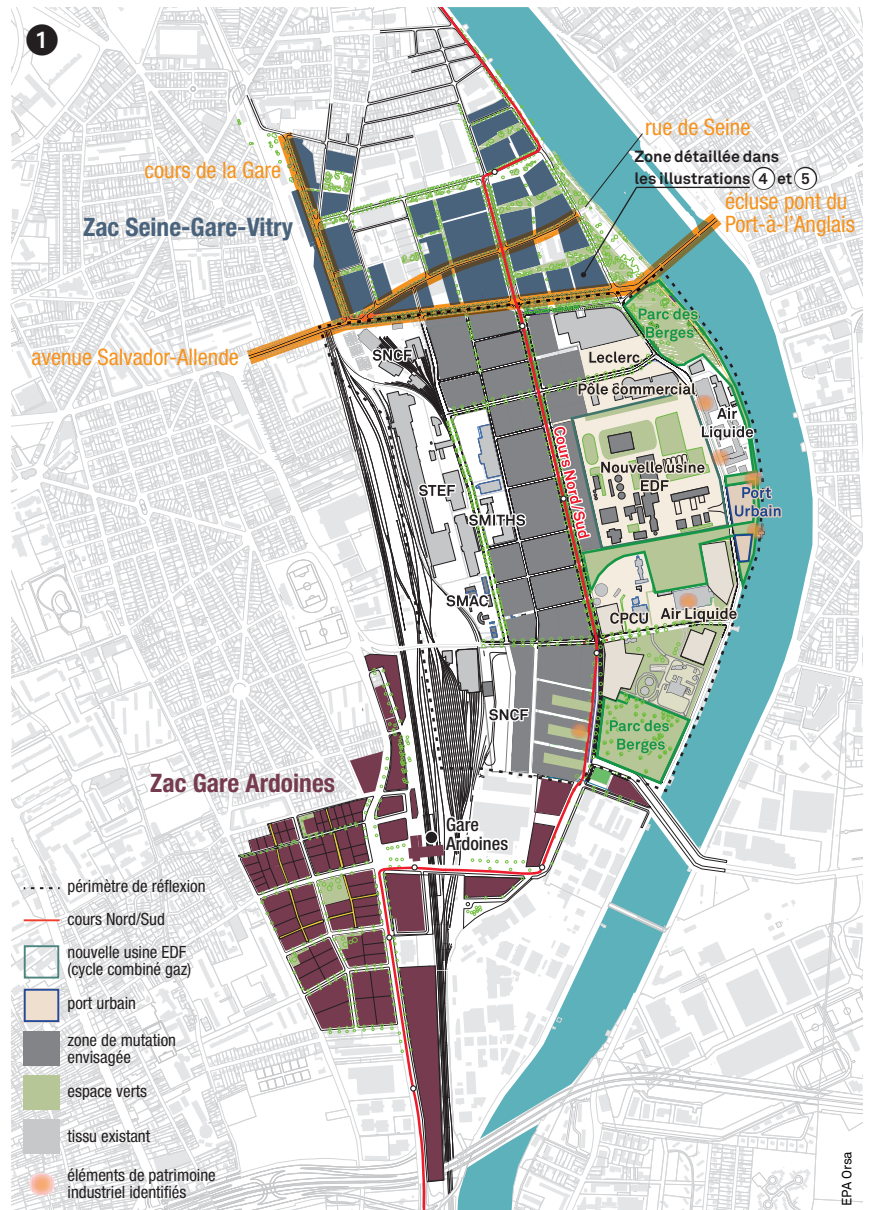 1
rue de Seine
Zone détaillée dans
les illustrations 4 et 5
cours de la Gare
écluse pont du
Port-à-l'Anglais
Zac Seine-Gare-Vitry
Parc des
Berges
avenue Salvador-Allende
SNCF
Leclerc
Pôle commercial
Air
Liquide
Cours Nord/Sud
Nouvelle usine
EDF
STEF
Port
Urbain
SMITHS
SMAC
CPCU
Air Liquide
SNCF
Parc des
Berges
Zac Gare Ardoines
Gare
Ardoines
périmètre de réflexion
cours Nord/Sud
nouvelle usine EDF
(cycle combiné gaz)
port urbain
zone de mutation
envisagée
espace verts
tissu existant
éléments de patrimoine
industriel identifiés
EPA Orsa